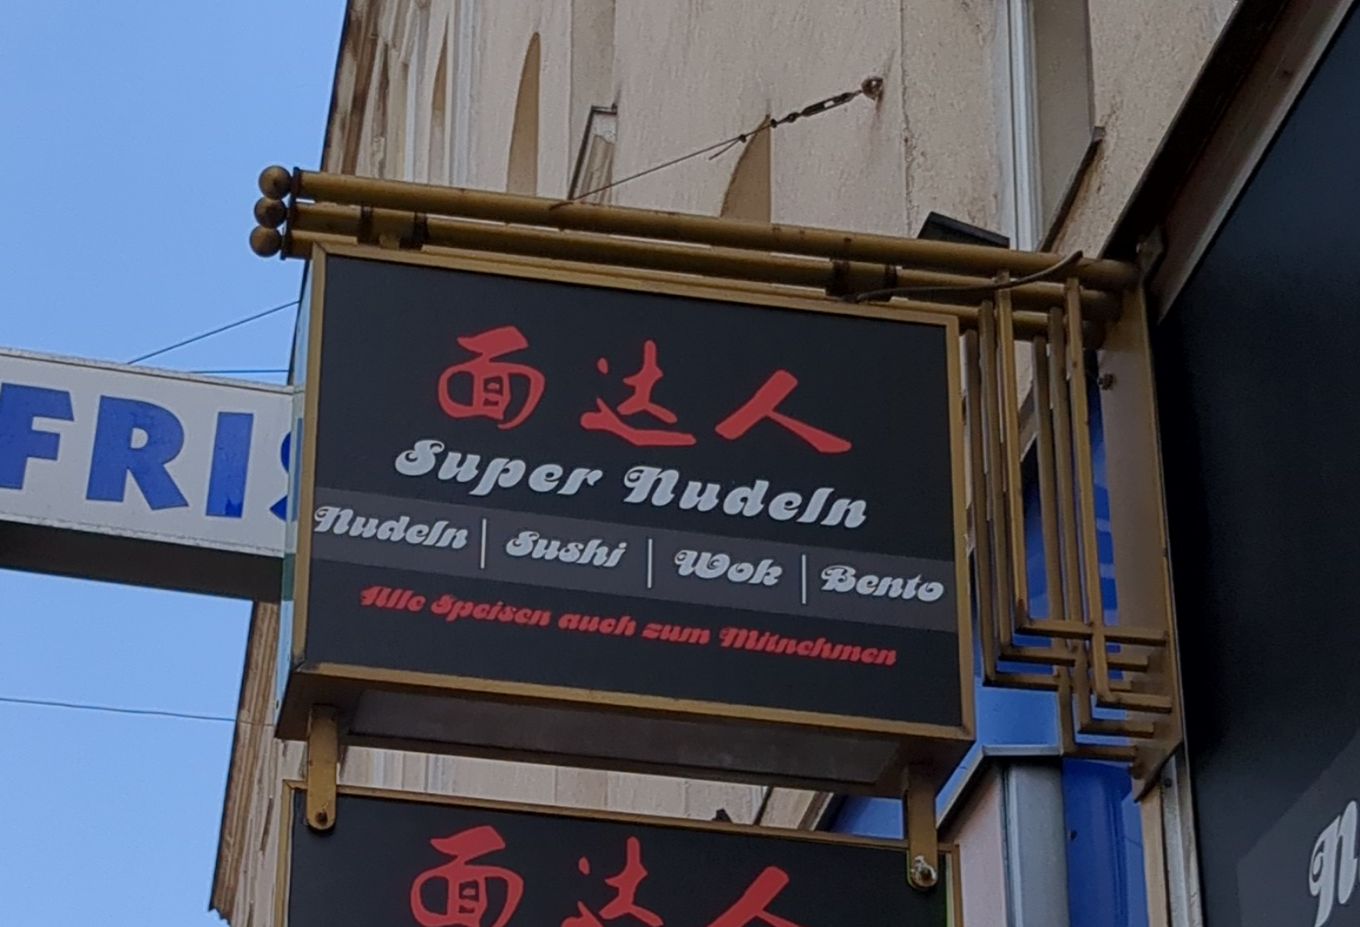 FRIS
面达人
Super Nudeln
Nudeln | Sushi | Wok | Bento
Alle Speisen auch zum Mitnehmen
面达人
N